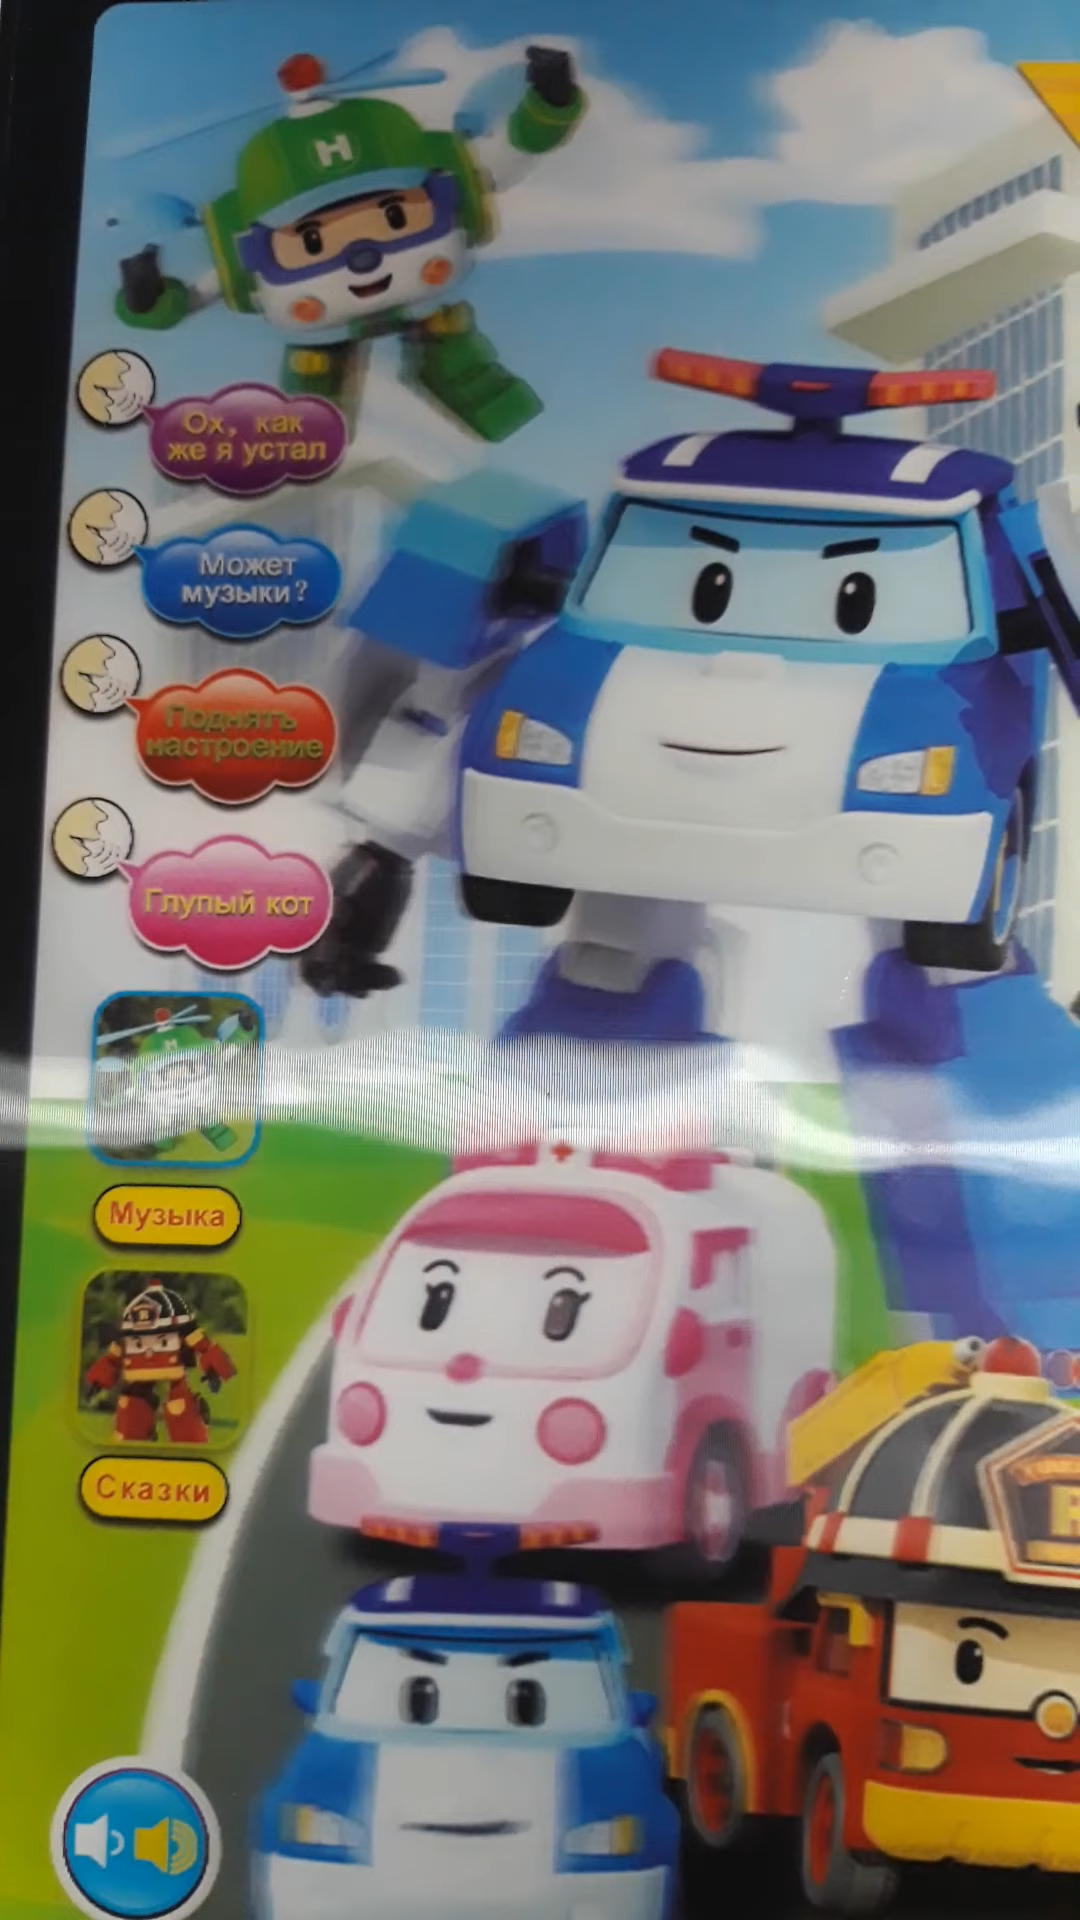 H
Ох, как
же я устал
Может
музыки?
Поднять
настроение
Глупый кот
H
Музыка
Сказки